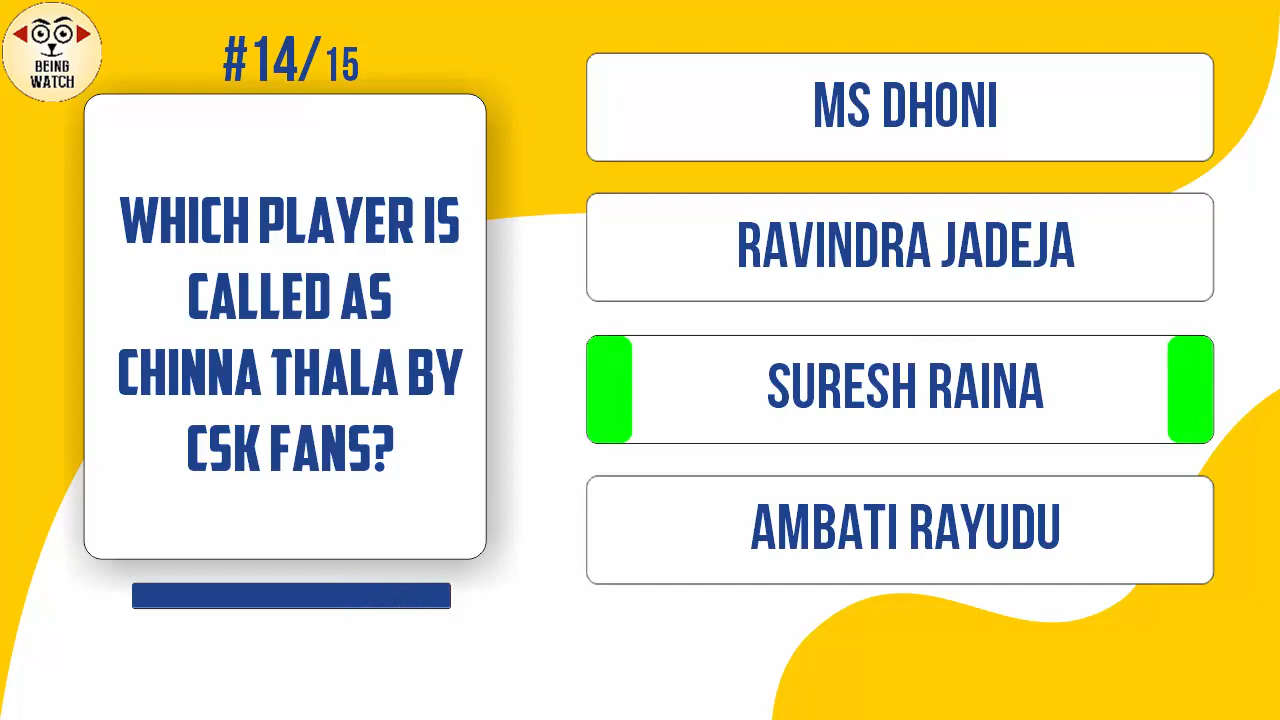 BEING
WATCH
#14/15
WHICH PLAYER IS
CALLED AS
CHINNA THALA BY
CSK FANS?
MS DHONI
RAVINDRA JADEJA
SURESH RAINA
AMBATI RAYUDU